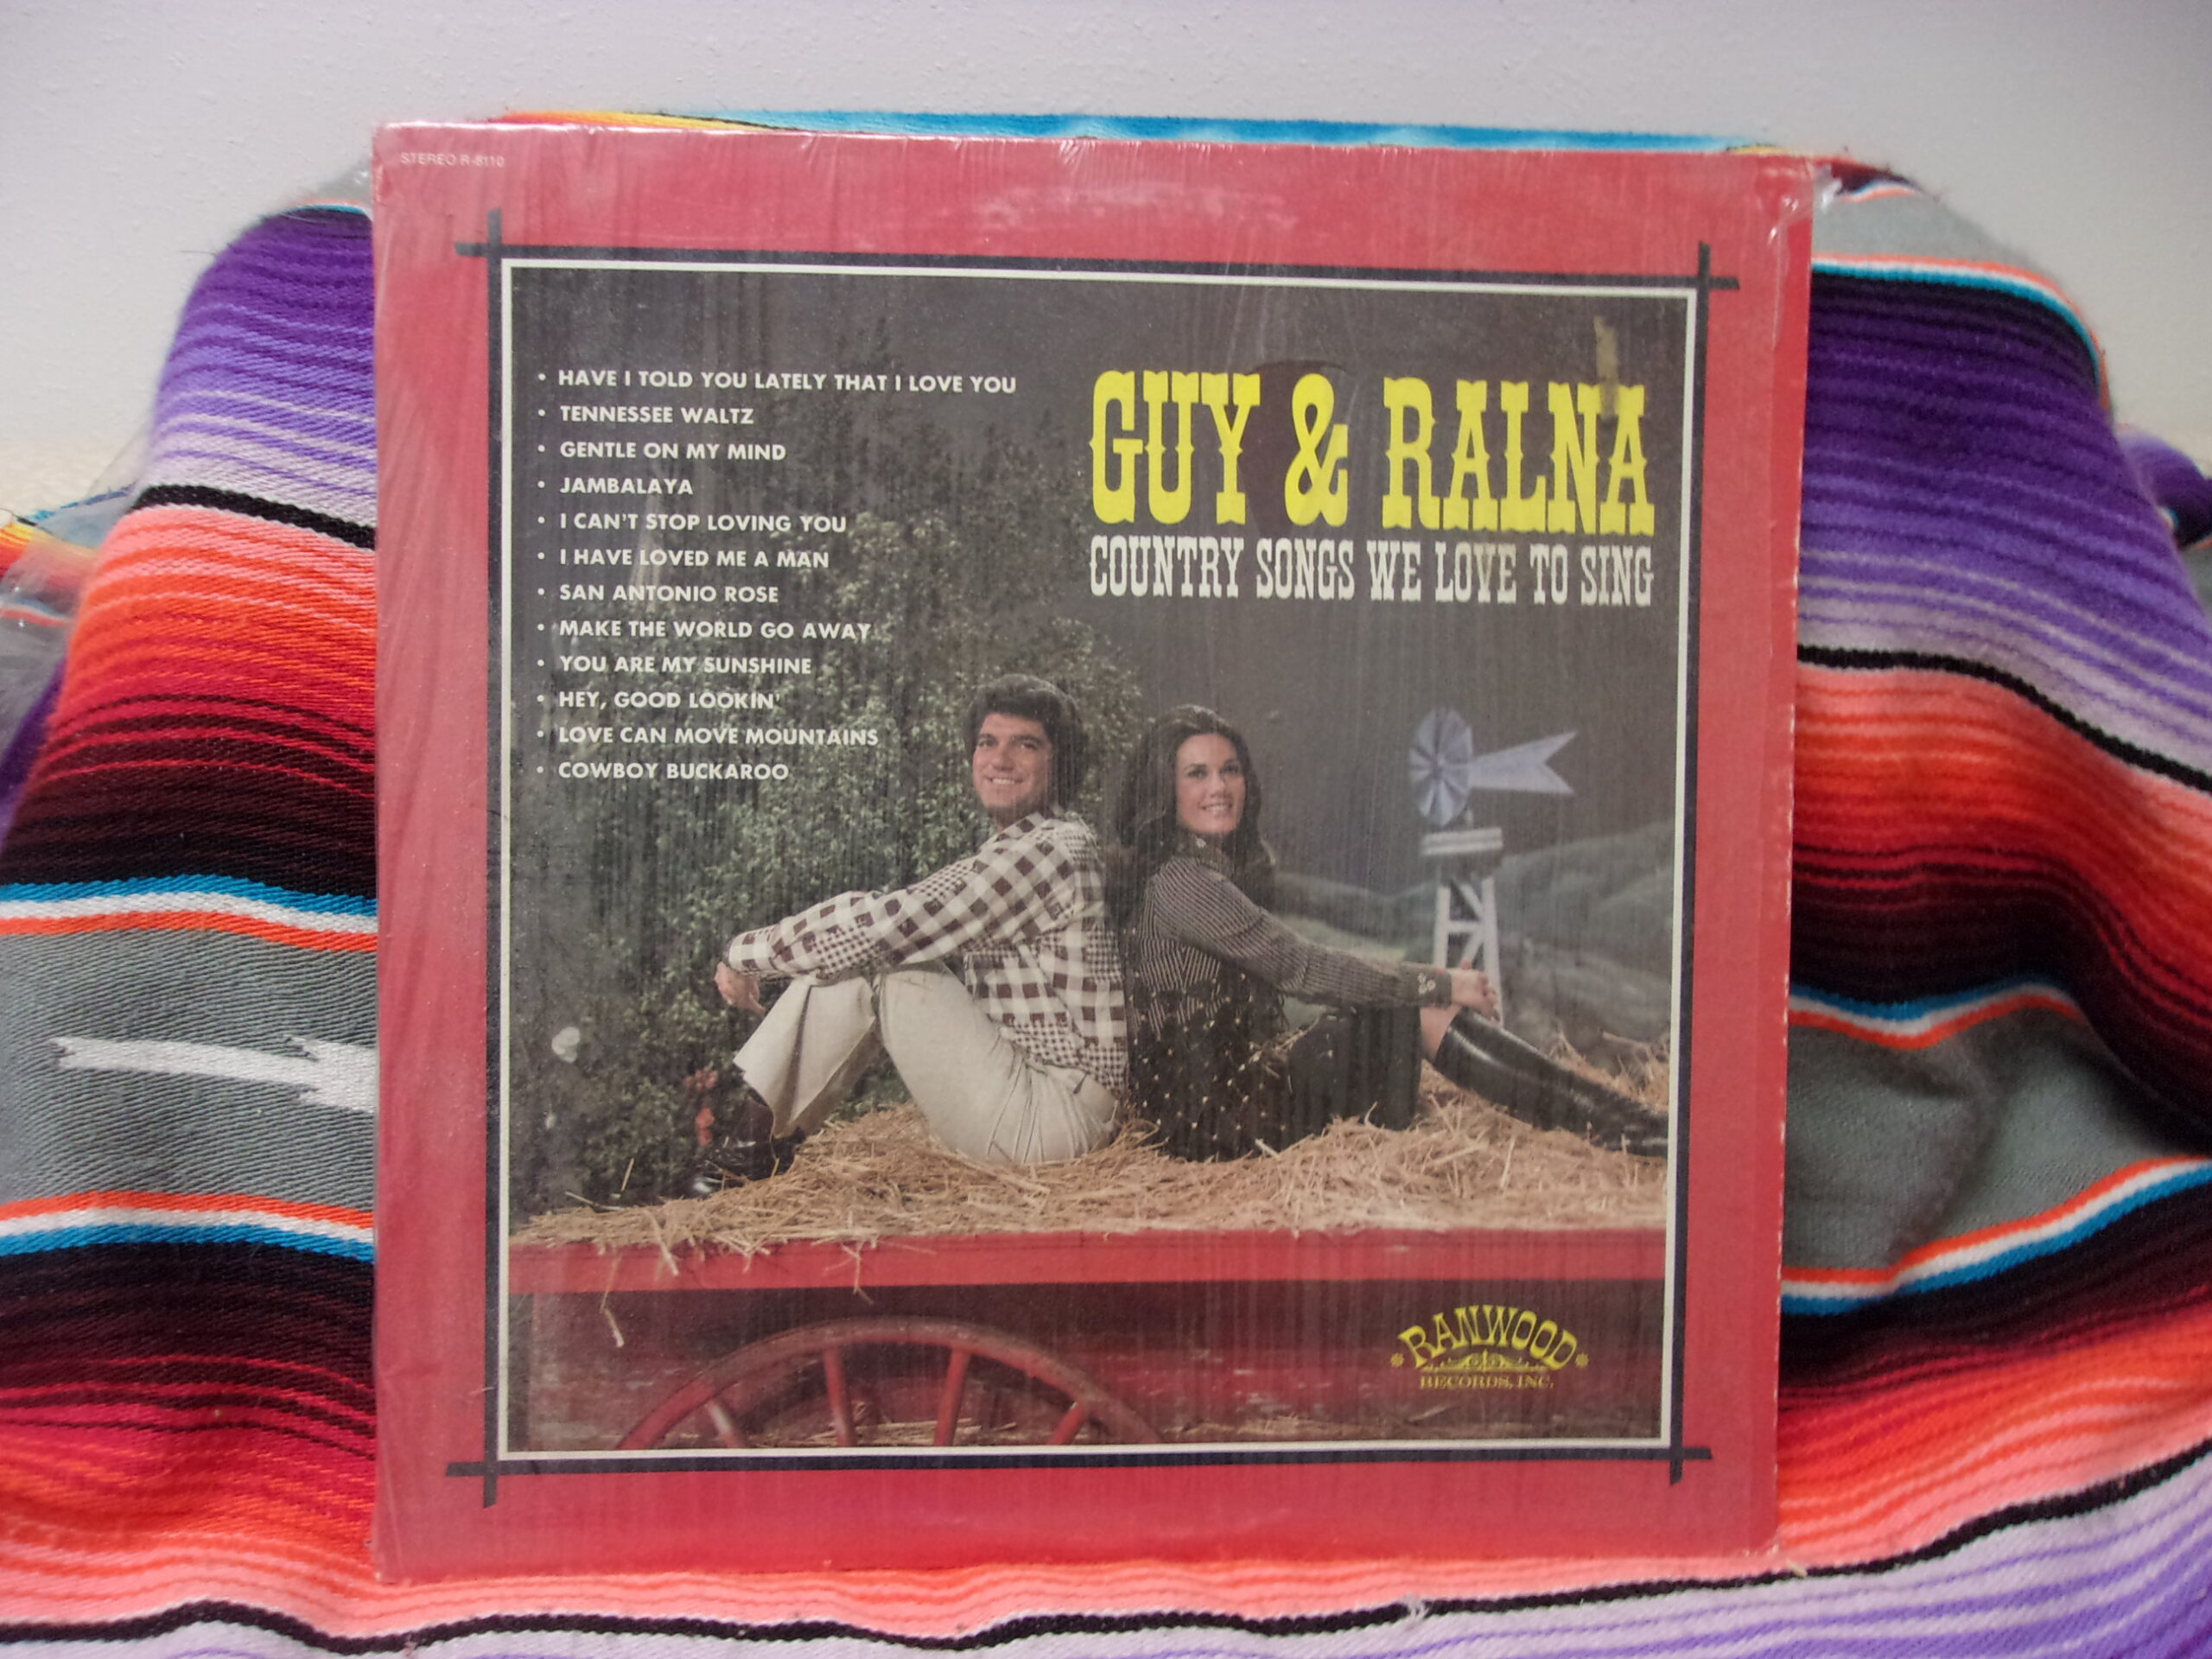 STEREO R-8110
• HAVE I TOLD YOU LATELY THAT I LOVE YOU
• TENNESSEE WALTZ
• GENTLE ON MY MIND
• JAMBALAYA
• I CAN'T STOP LOVING YOU
• I HAVE LOVED ME A MAN
• SAN ANTONIO ROSE
• MAKE THE WORLD GO AWAY
• YOU ARE MY SUNSHINE
• HEY, GOOD LOOKIN'
• LOVE CAN MOVE MOUNTAINS
• COWBOY BUCKAROO
GUY & RALNA
COUNTRY SONGS WE LOVE TO SING
RANWOOD
RECORDS, INC.